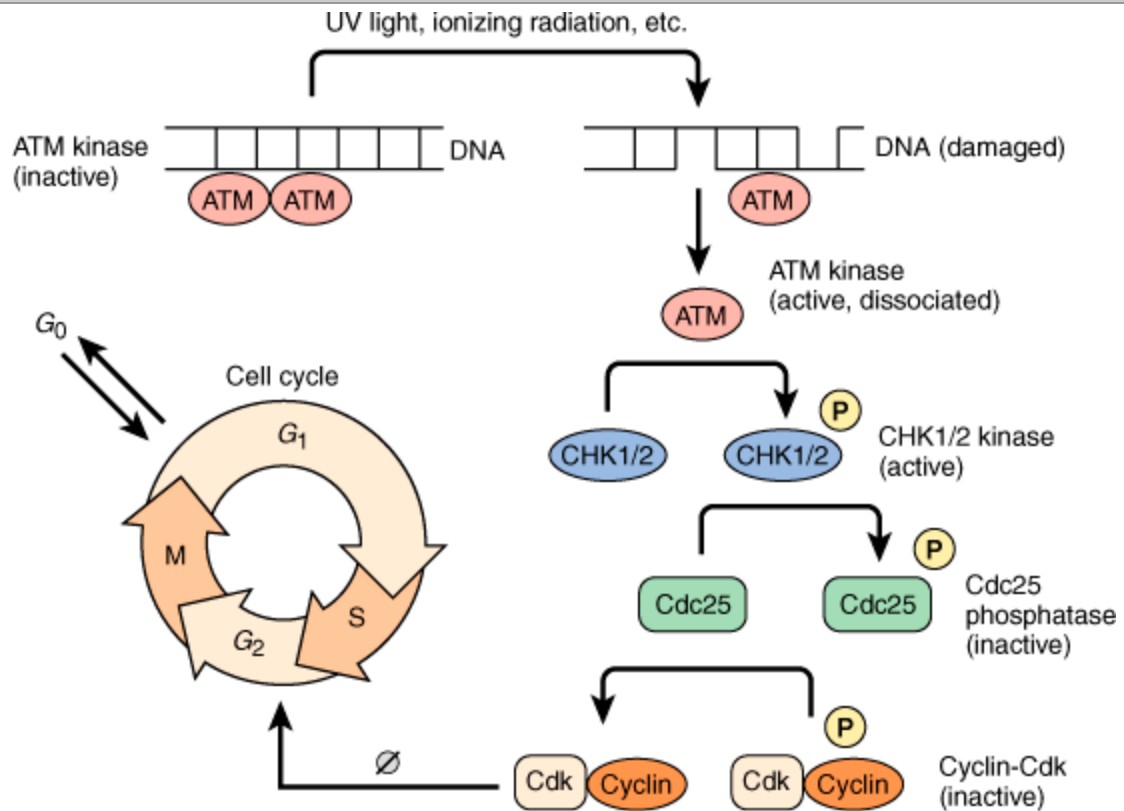 UV light, ionizing radiation, etc.
ATM kinase
(inactive)
DNA
DNA (damaged)
ATM
ATM
ATM
ATM kinase
(active, dissociated)
ATM
G0
Cell cycle
G1
M
S
G2
P
CHK1/2
CHK1/2
CHK1/2 kinase
(active)
P
Cdc25
Cdc25
Cdc25
phosphatase
(inactive)
P
Cdk
Cyclin
Cdk
Cyclin
Cyclin-Cdk
(inactive)
∅